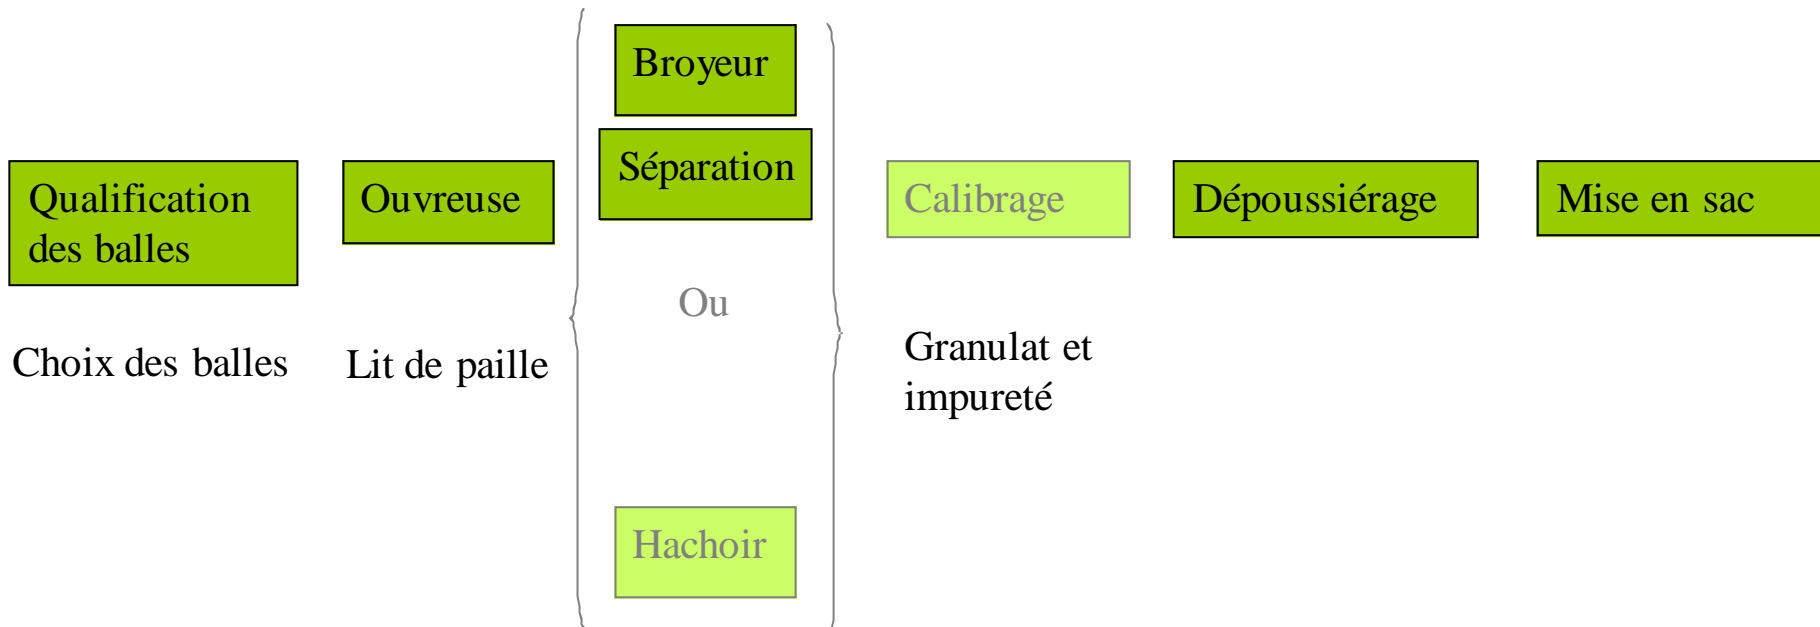 Qualification
des balles
Choix des balles
Ouvreuse
Lit de paille
Broyeur
Séparation
Ou
Hachoir
Calibrage
Granulat et
impureté
Dépoussiérage
Mise en sac